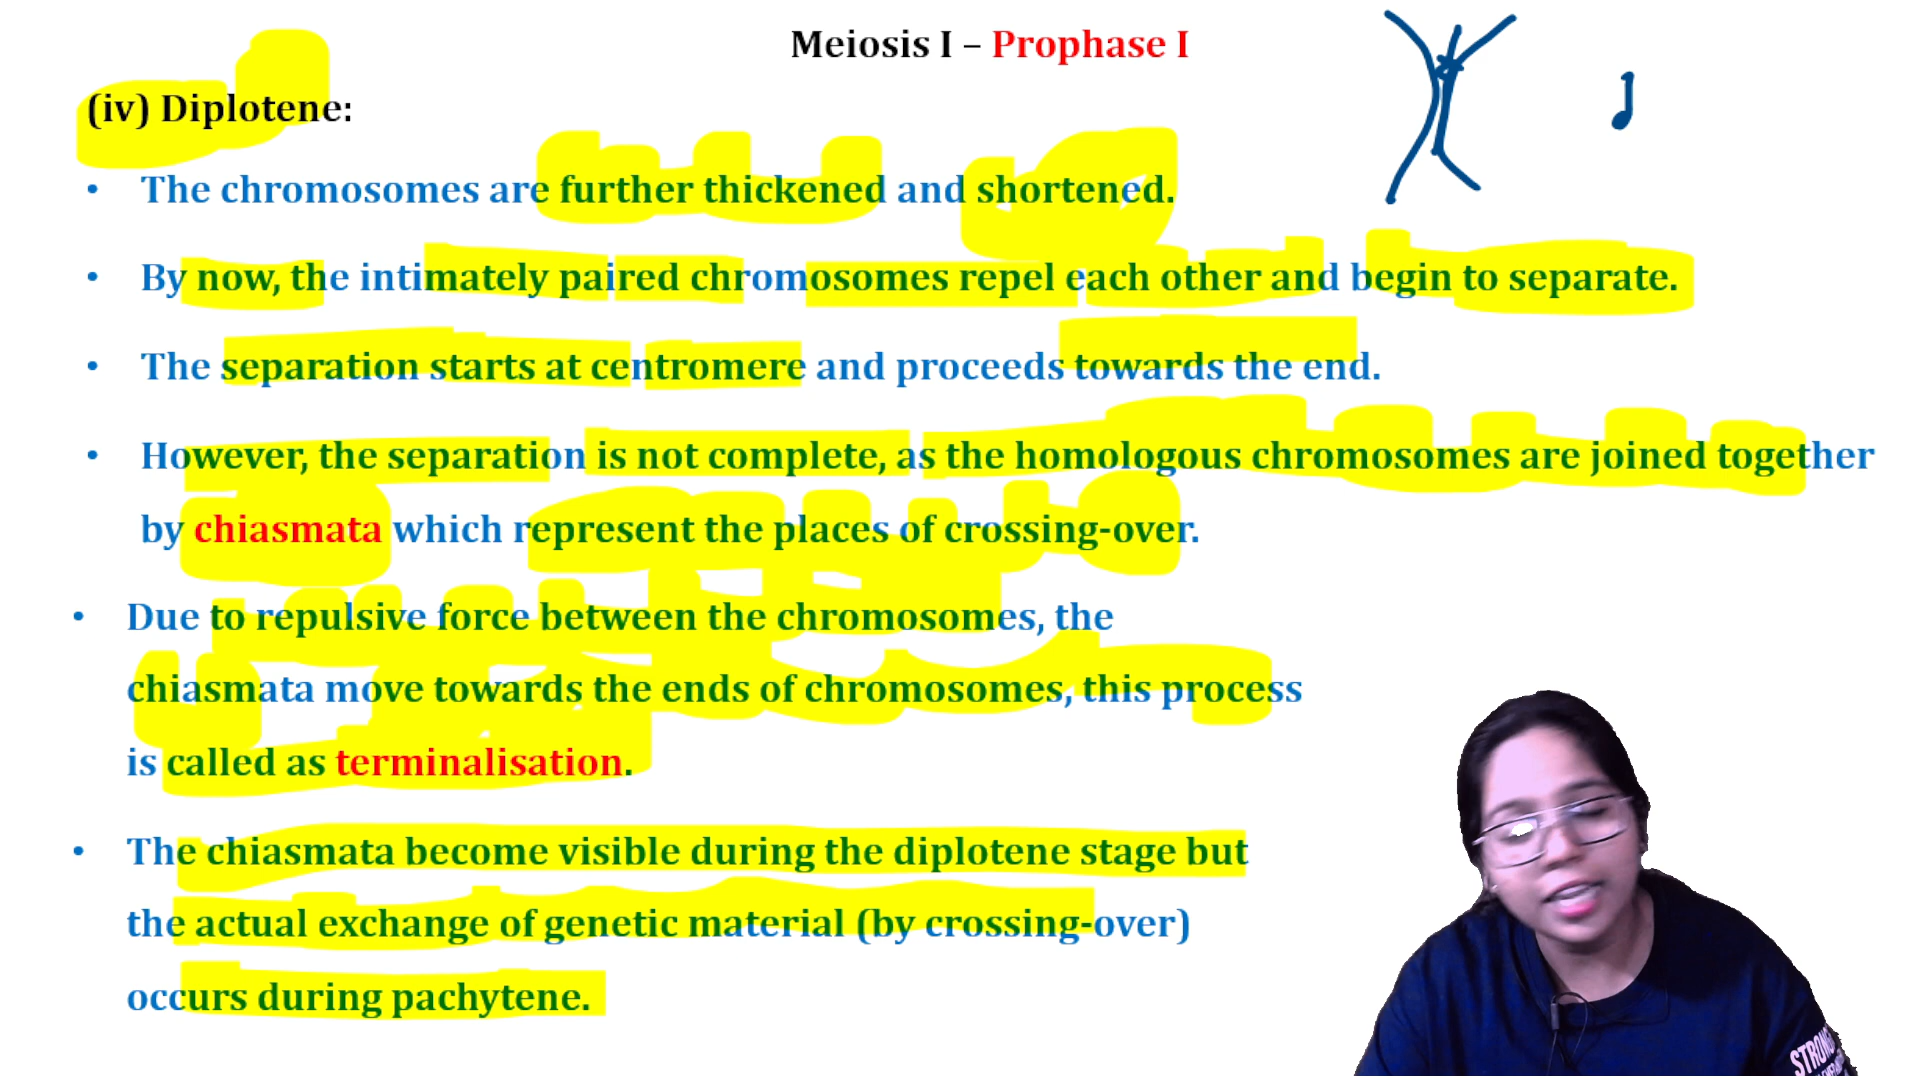 Meiosis I – Prophase I
(iv) Diplotene:
• The chromosomes are further thickened and shortened.
• By now, the intimately paired chromosomes repel each other and begin to separate.
• The separation starts at centromere and proceeds towards the end.
• However, the separation is not complete, as the homologous chromosomes are joined together
by chiasmata which represent the places of crossing-over.
• Due to repulsive force between the chromosomes, the
chiasmata move towards the ends of chromosomes, this process
is called as terminalisation.
• The chiasmata become visible during the diplotene stage but
the actual exchange of genetic material (by crossing-over)
occurs during pachytene.